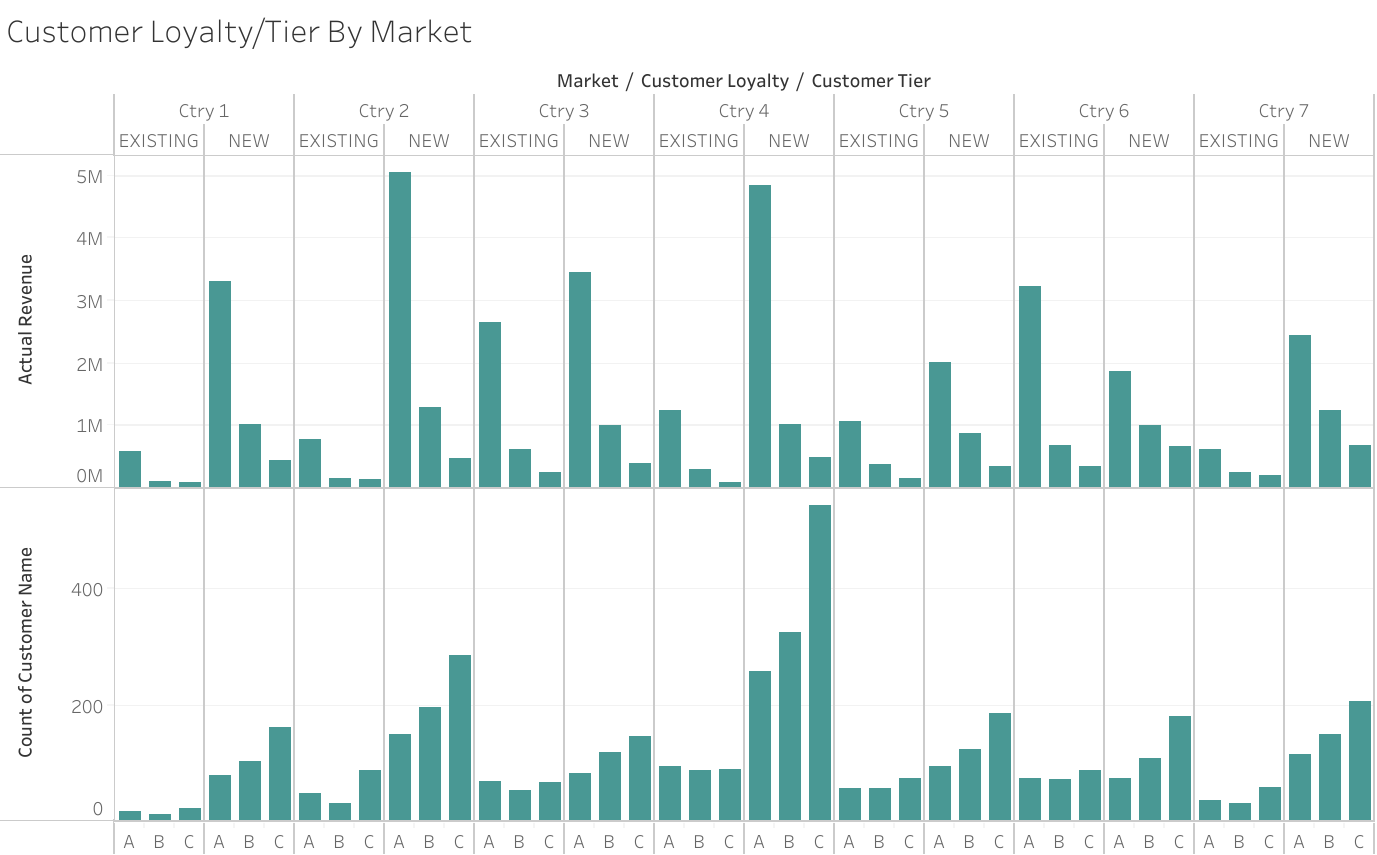 Customer Loyalty/Tier By Market
Market / Customer Loyalty / Customer Tier
Ctry 1 Ctry 2 Ctry 3 Ctry 4 Ctry 5 Ctry 6 Ctry 7
EXISTING NEW EXISTING NEW EXISTING NEW EXISTING NEW EXISTING NEW EXISTING NEW EXISTING NEW
Actual Revenue
5M
4M
3M
2M
1M
0M
Count of Customer Name
400
200
0
A B C A B C A B C A B C A B C A B C A B C A B C A B C A B C A B C A B C A B C A B C